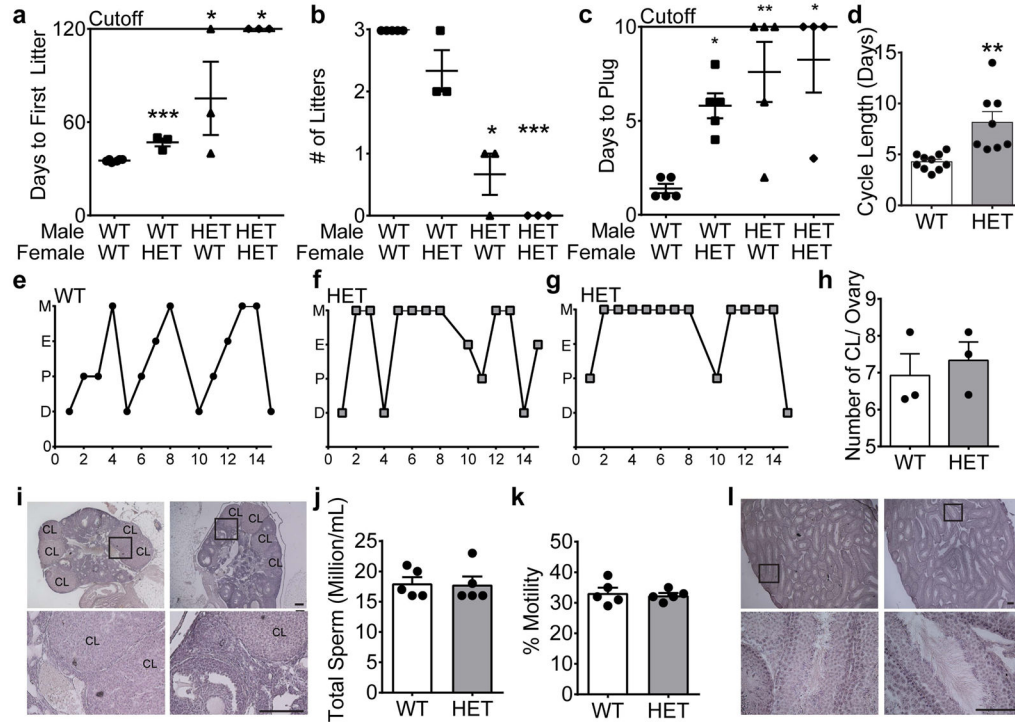 a
Cutoff
*
*
***
120
60
0
Days to First Litter
Male WT WT HET HET
Female WT HET WT HET
b
3
2
1
0
# of Litters
*
***
WT WT HET HET
WT HET WT HET
Male
Female
c
Cutoff
**
*
*
10
5
0
Days to Plug
WT WT HET HET
WT HET WT HET
Male
Female
d
**
15
10
5
0
Cycle Length (Days)
WT HET
e
WT
M
E
P
D
0
0 2 4 6 8 10 12 14
f
HET
M
E
P
D
0 2 4 6 8 10 12 14
g
HET
M
E
P
D
0 2 4 6 8 10 12 14
h
9
8
7
6
5
Number of CL/ Ovary
WT HET
i
CL
CL
CL
CL
CL
CL
CL
CL
CL
CL
CL
CL
j
25
20
15
10
5
0
Total Sperm (Million/mL)
WT HET
k
50
40
30
20
10
0
% Motility
WT HET
l